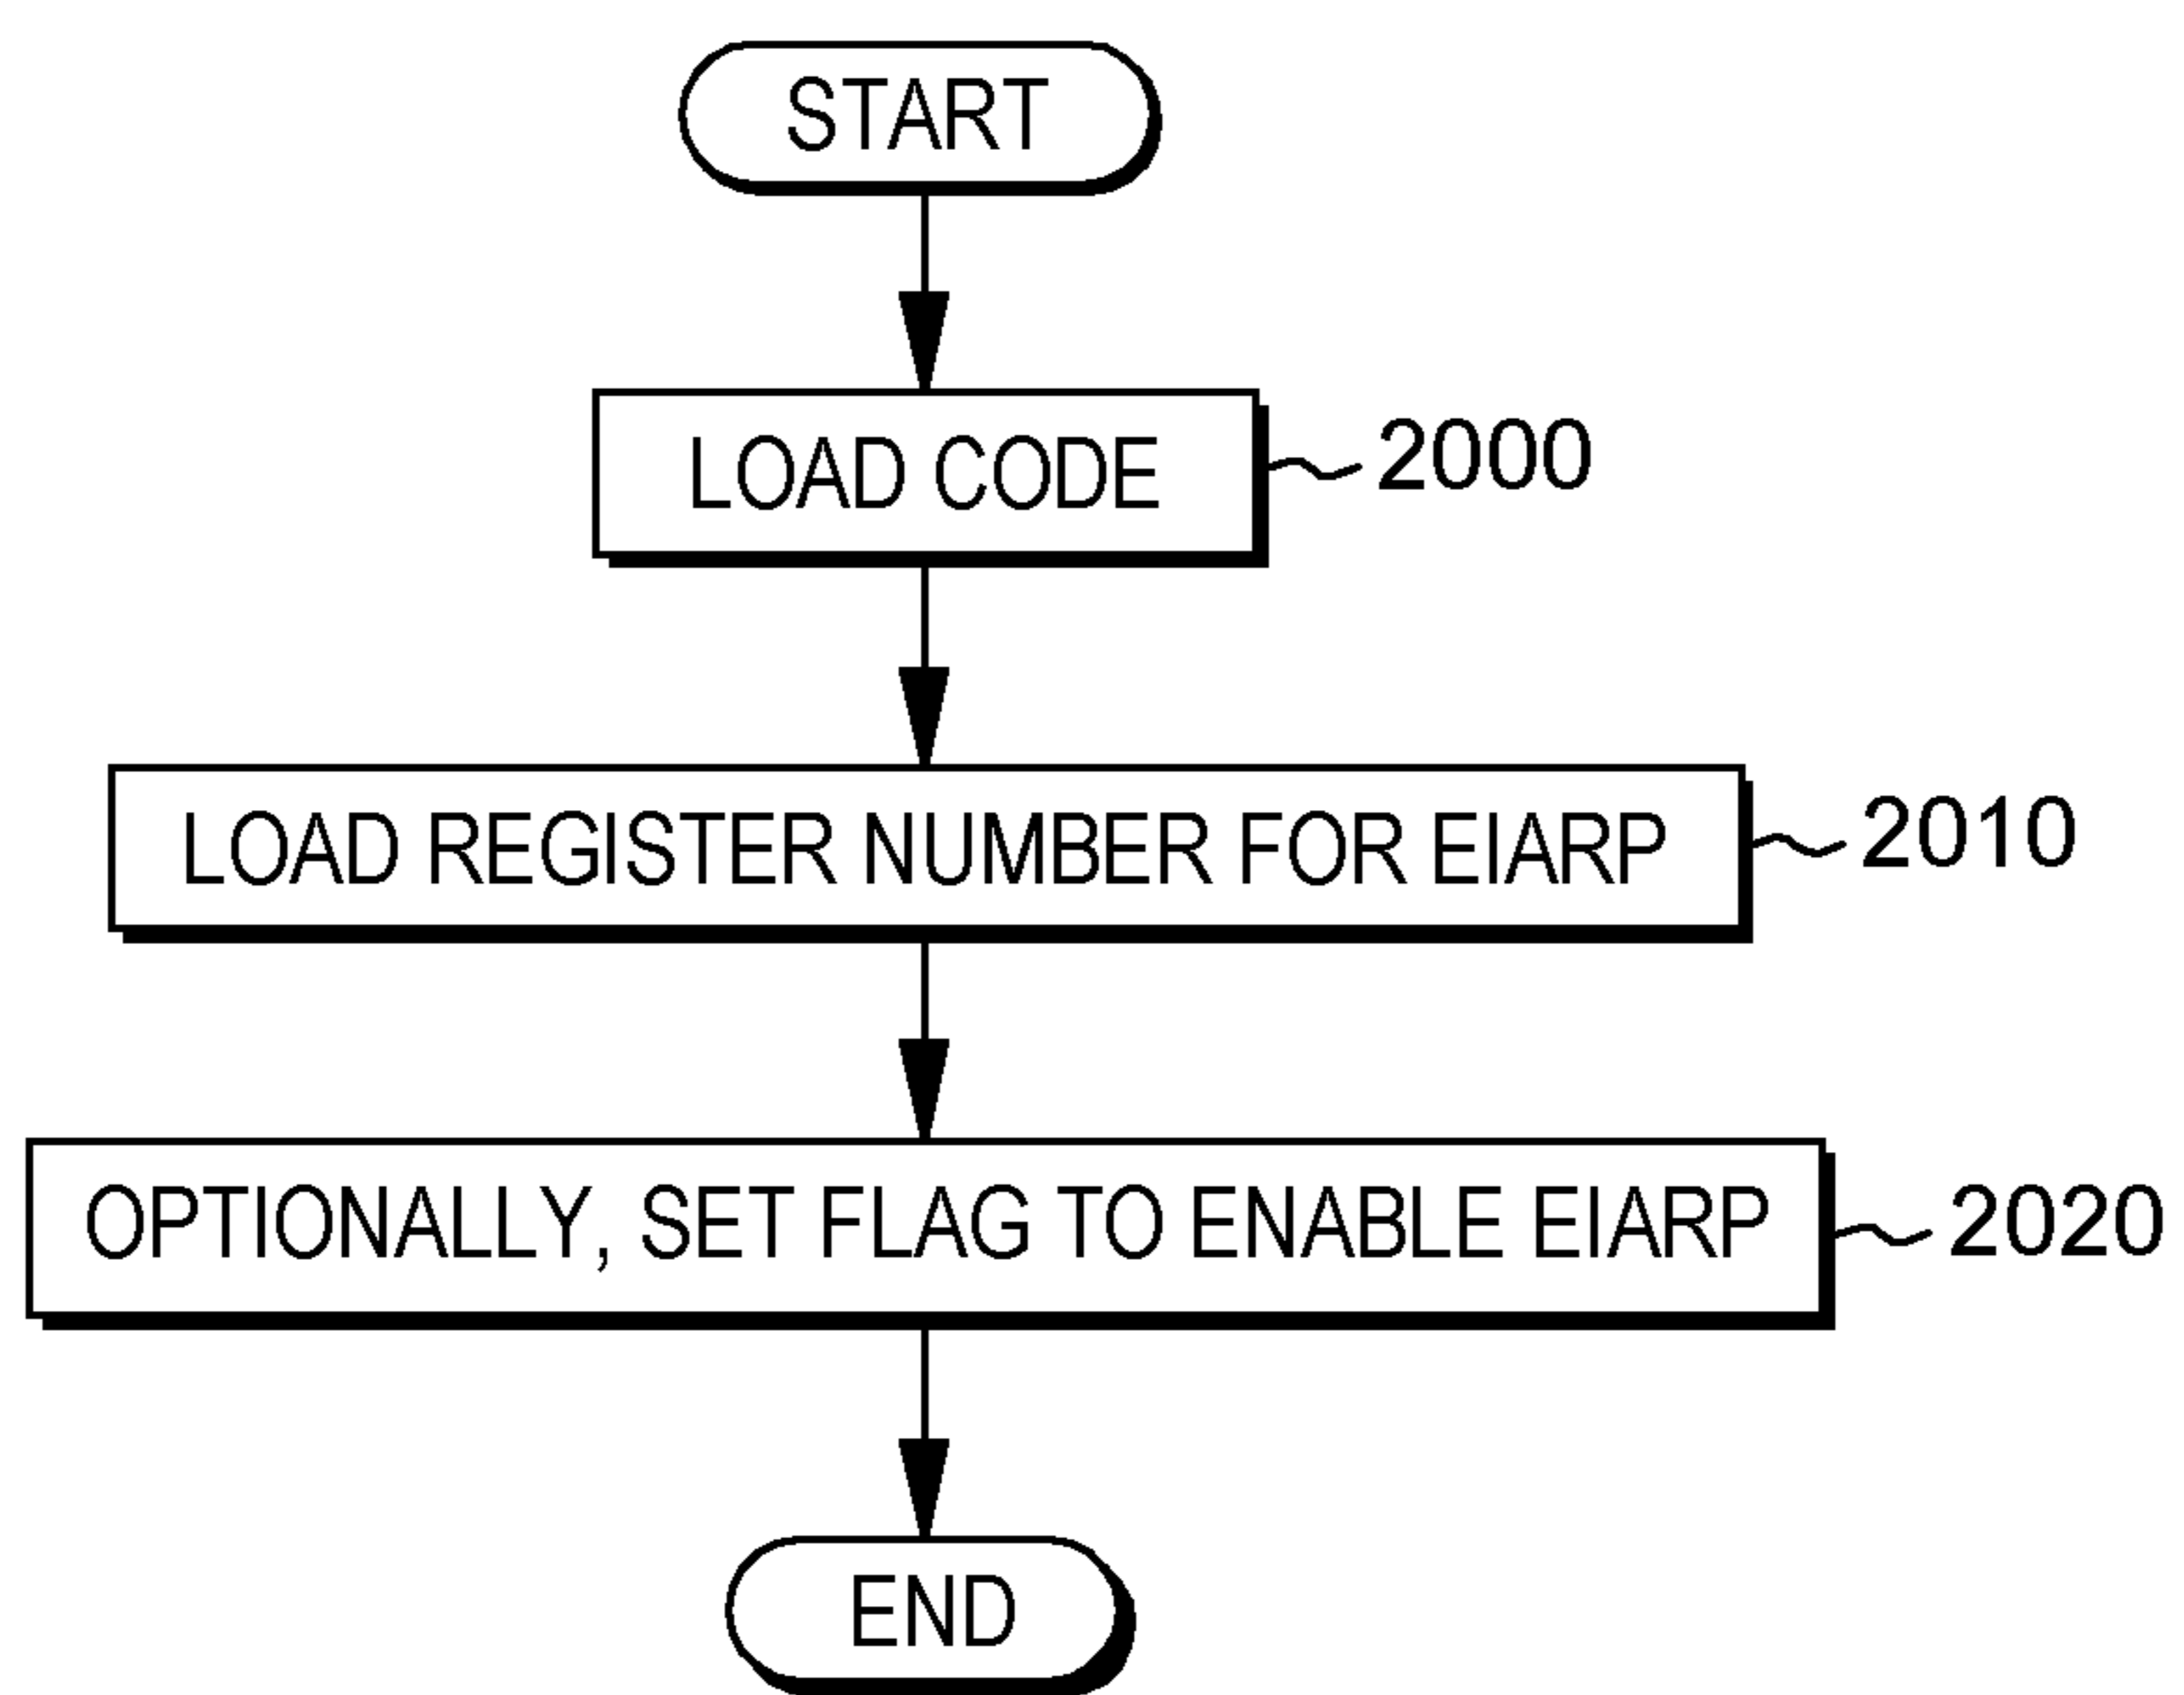 START
LOAD CODE
2000
LOAD REGISTER NUMBER FOR EIARP
2010
OPTIONALLY, SET FLAG TO ENABLE EIARP
2020
END